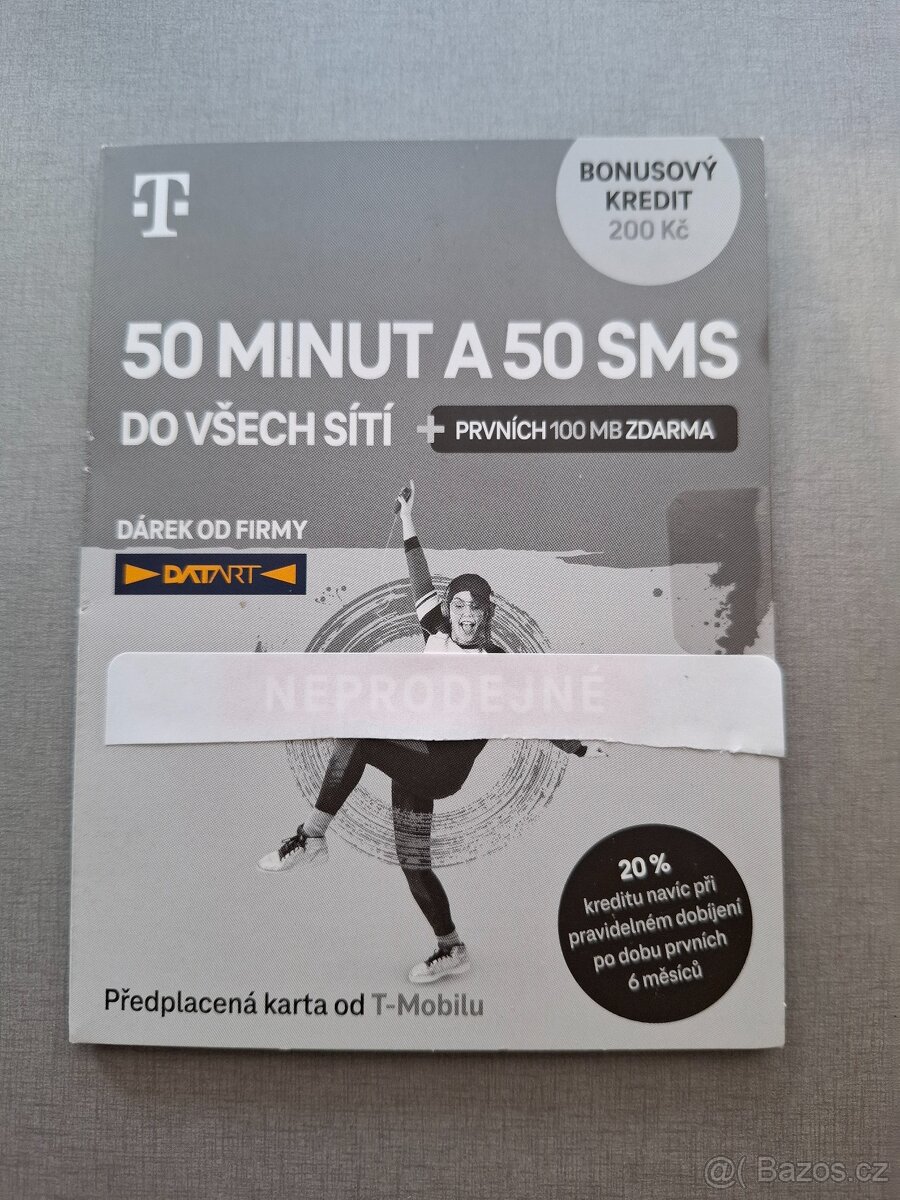 T
BONUSOVÝ
KREDIT
200 Kč
50 MINUT A 50 SMS
DO VŠECH SÍTÍ + PRVNÍCH 100 MB ZDARMA
DÁREK OD FIRMY
DATART
NEPRODEJNÉ
20 %
kreditu navíc při
pravidelném dobíjení
po dobu prvních
6 měsíců
Předplacená karta od T-Mobilu
@( Bazos.cz